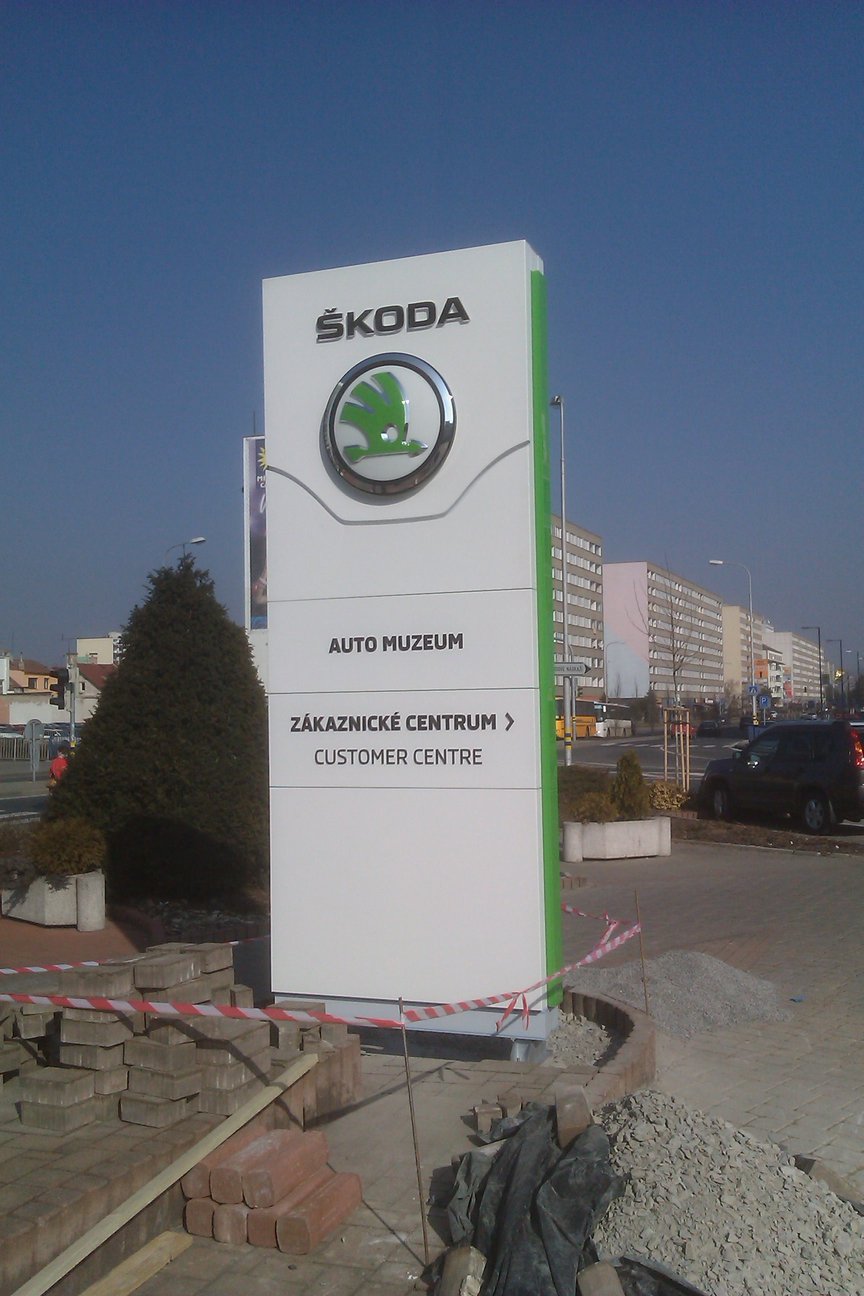 ŠKODA
AUTO MUZEUM
ZÁKAZNICKÉ CENTRUM >
CUSTOMER CENTRE